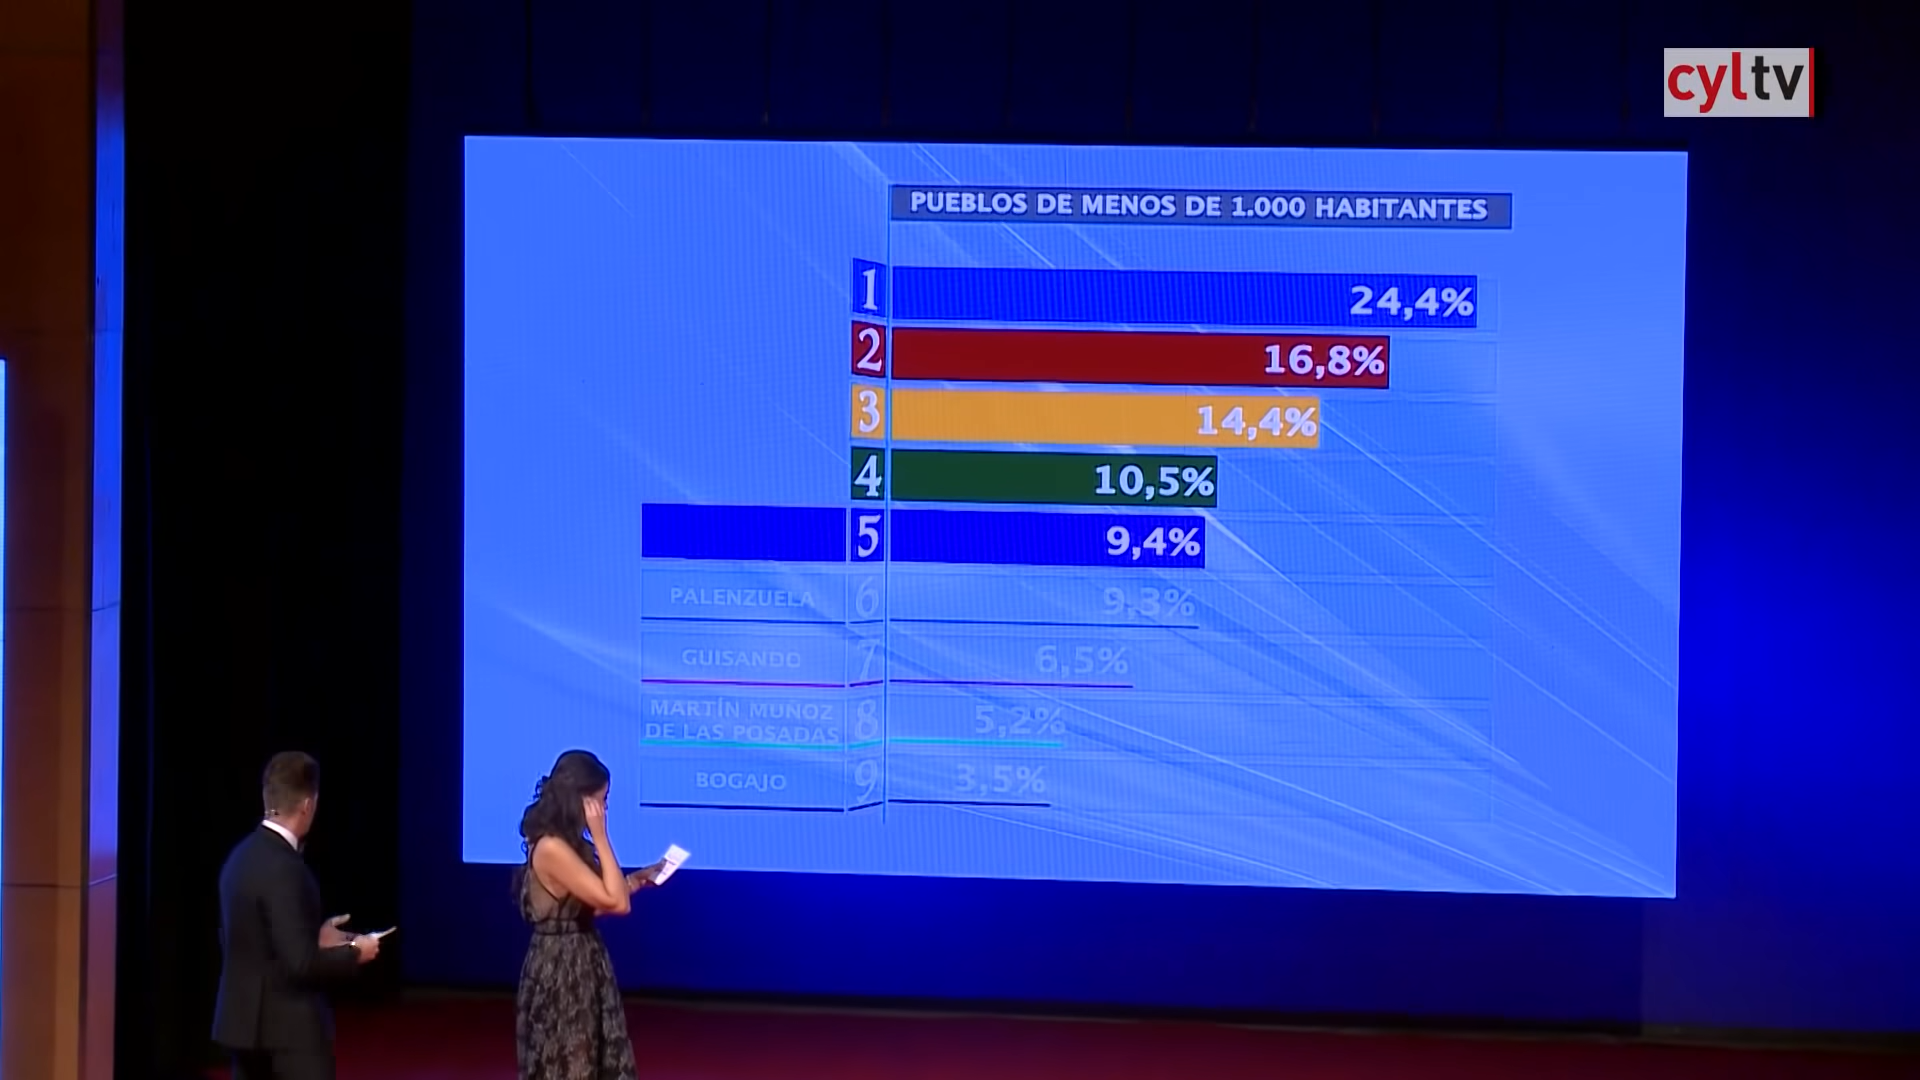 cyltv
PUEBLOS DE MENOS DE 1.000 HABITANTES
1 24,4%
2 16,8%
3 14,4%
4 10,5%
5 9,4%
PALENZUELA 6 9,3%
GUISANDO 7 6,5%
MARTÍN MUÑOZ
DE LAS POSADAS 8 5,2%
BOGAJO 9 3,5%